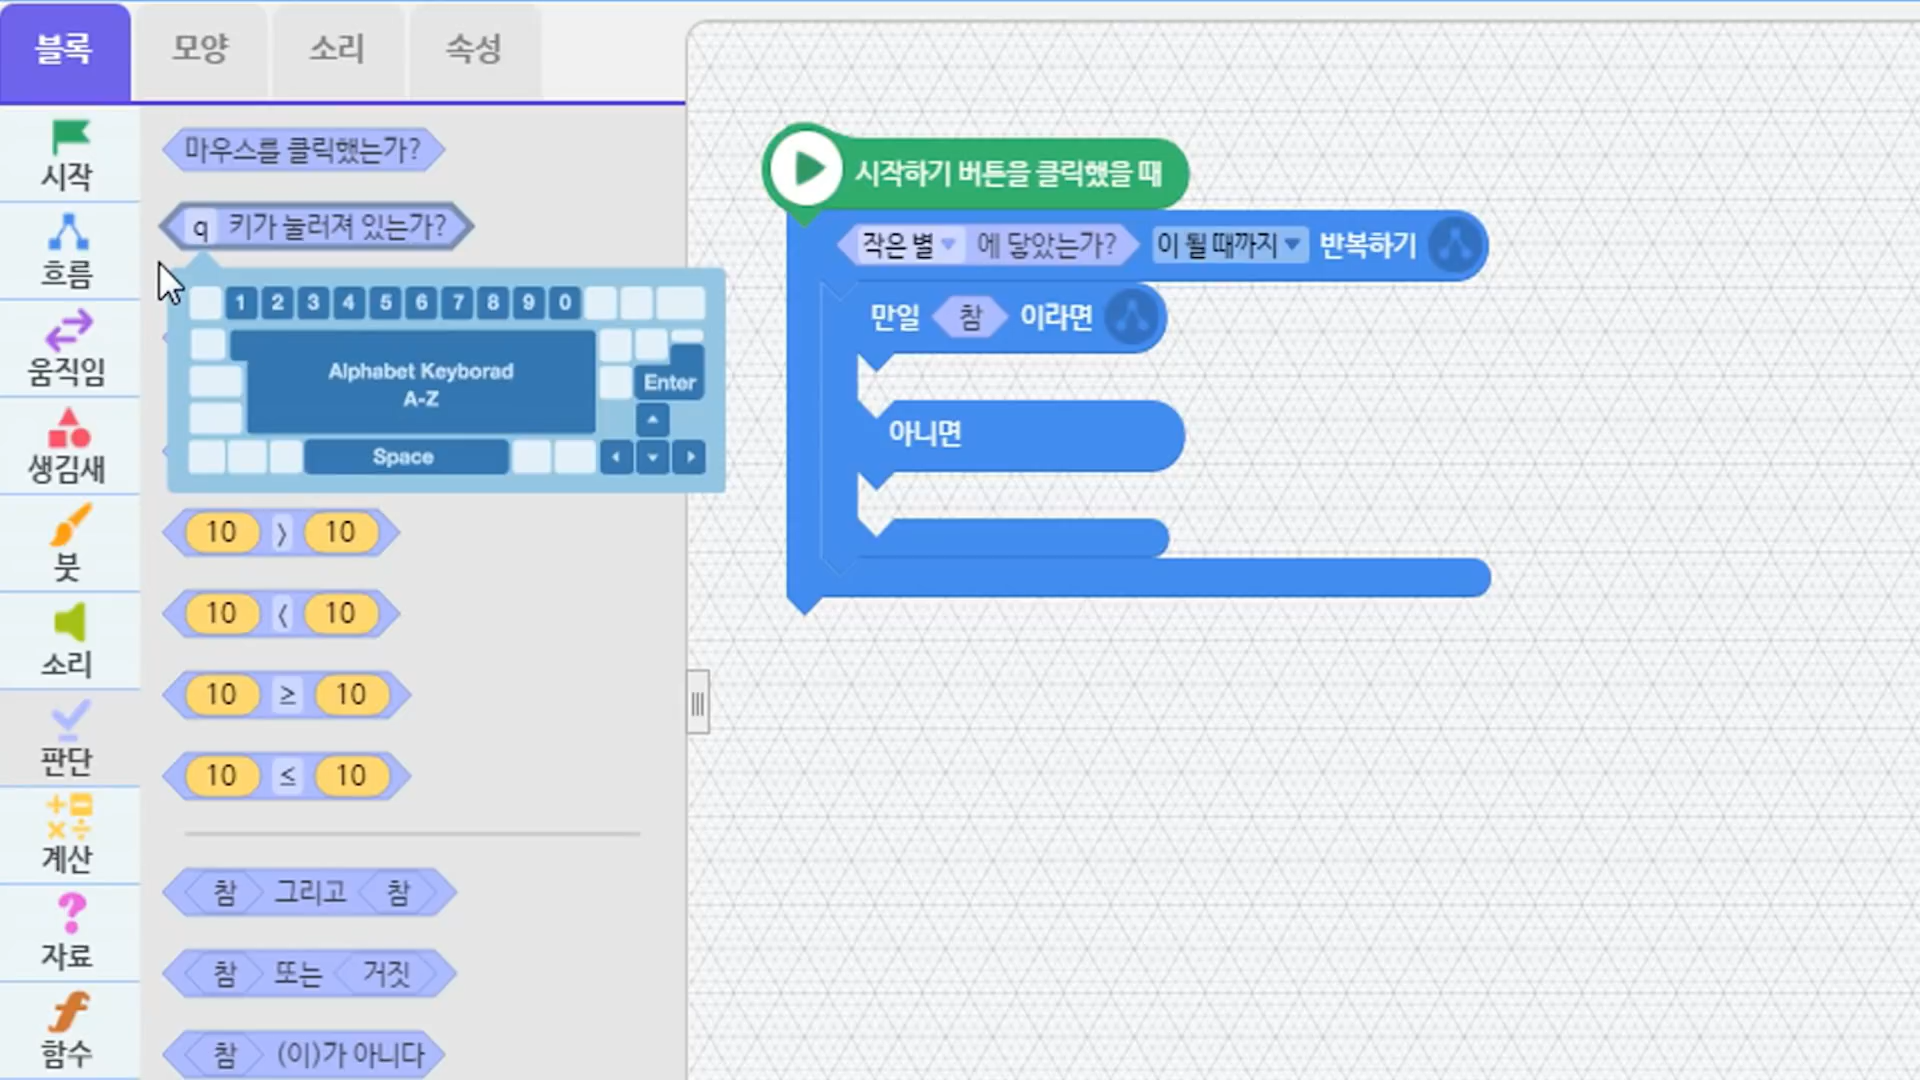 블록 모양 소리 속성
시작
흐름
움직임
생김새
붓
소리
판단
계산
자료
함수
마우스를 클릭했는가?
q 키가 눌러져 있는가?
1 2 3 4 5 6 7 8 9 0
Alphabet Keyborad
A-Z
Enter
Space
10 > 10
10 < 10
10 ≥ 10
10 ≤ 10
참 그리고 참
참 또는 거짓
참 (이)가 아니다
시작하기 버튼을 클릭했을 때
작은 별 에 닿았는가? 이 될 때까지 반복하기
만일 참 이라면
아니면